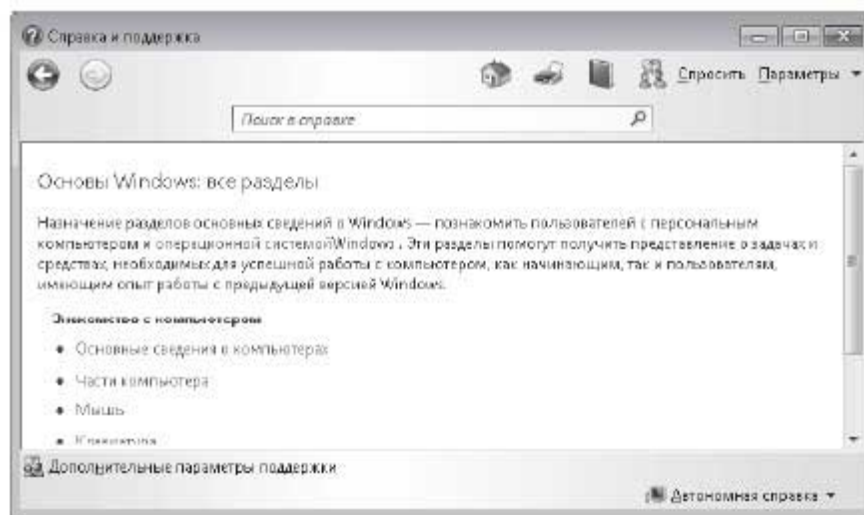 Справка и поддержка
Спросить Параметры
Поиск в справке
Основы Windows: все разделы
Назначение разделов основных сведений о Windows — познакомить пользователей с персональным
компьютером и операционной системойWindows . Эти разделы помогут получить представление о задачах и
средствах, необходимых для успешной работы с компьютером, как начинающим, так и пользователям,
имеющим опыт работы с предыдущей версией Windows.
Знакомство с компьютером
• Основные сведения о компьютерах
• Части компьютера
• Мышь
• Клавиатура
Дополнительные параметры поддержки
Автономная справка